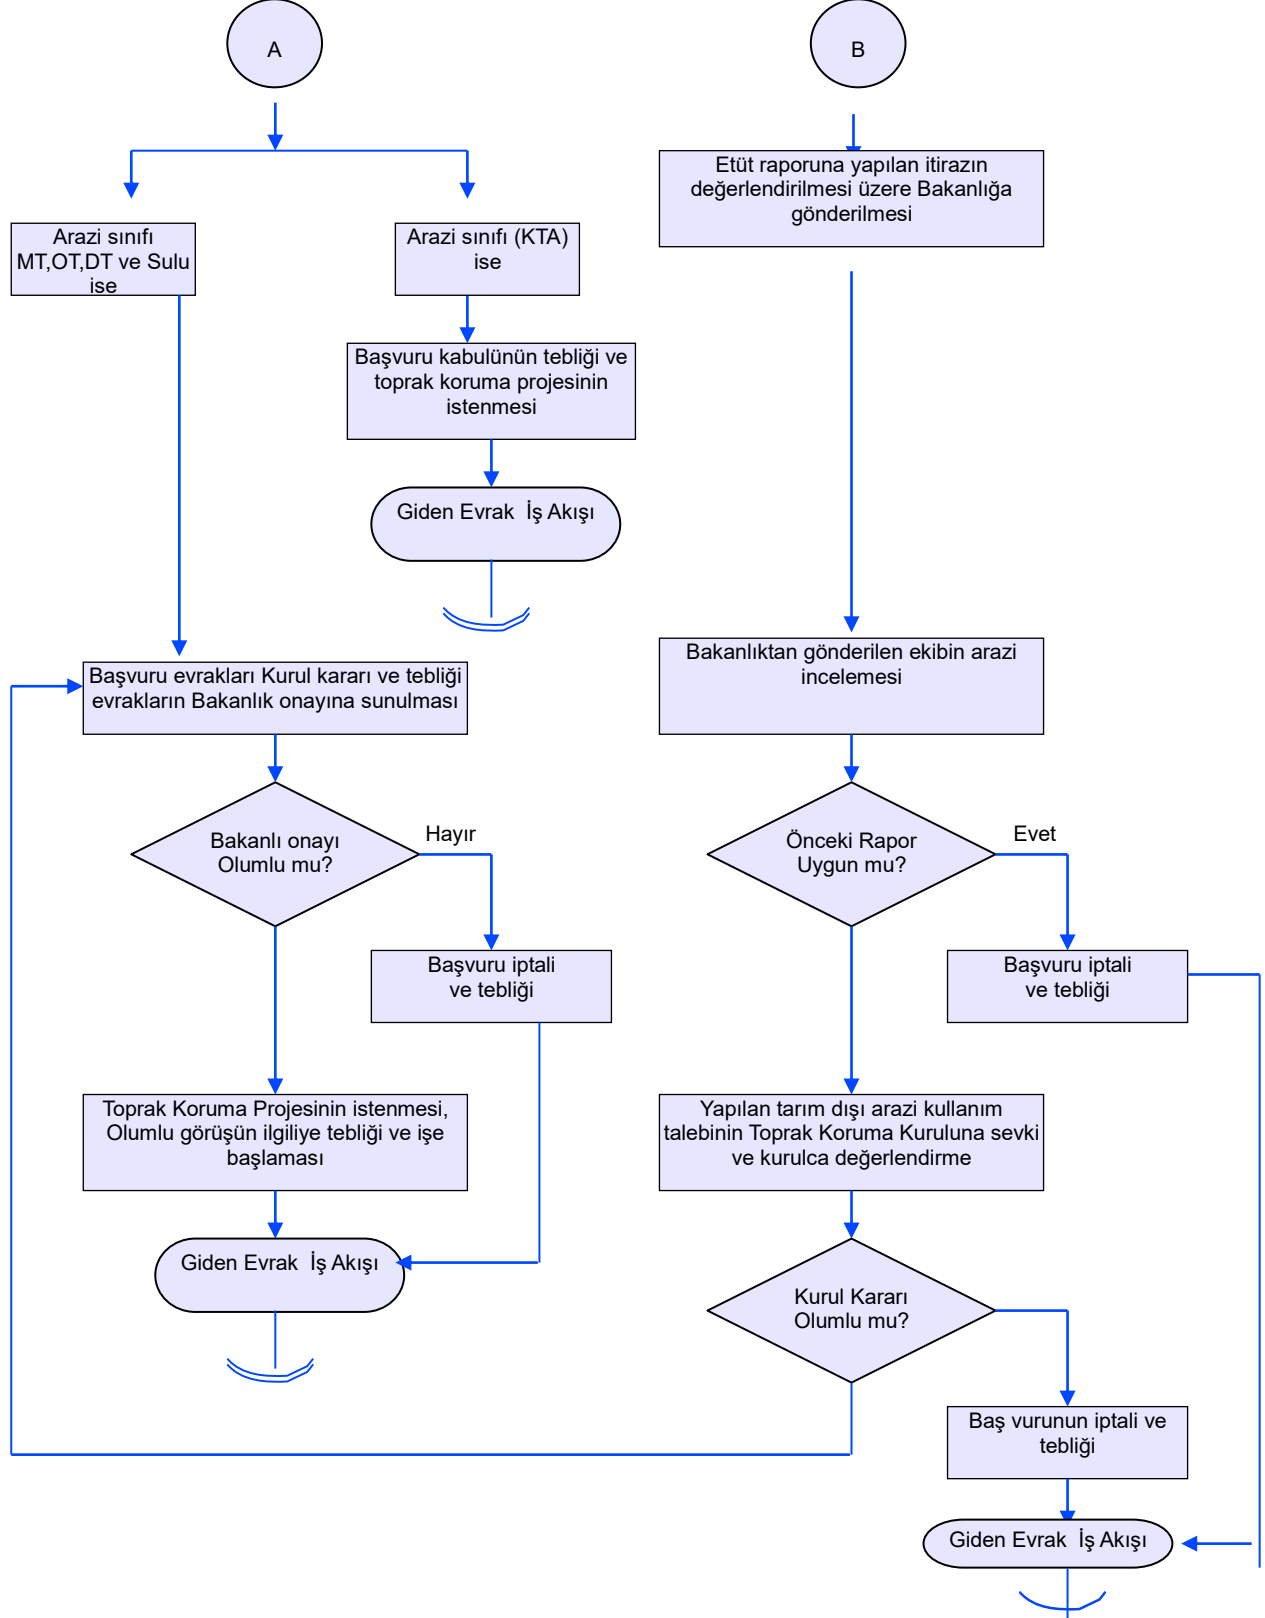 A
B
Etüt raporuna yapılan itirazın
değerlendirilmesi üzere Bakanlığa
gönderilmesi
Arazi sınıfı
MT,OT,DT ve Sulu
ise
Arazi sınıfı (KTA)
ise
Başvuru kabulünün tebliği ve
toprak koruma projesinin
istenmesi
Giden Evrak İş Akışı
Başvuru evrakları Kurul kararı ve tebliği
evrakların Bakanlık onayına sunulması
Bakanlıktan gönderilen ekibin arazi
incelemesi
Bakanlı onayı
Olumlu mu?
Hayır
Önceki Rapor
Uygun mu?
Evet
Başvuru iptali
ve tebliği
Başvuru iptali
ve tebliği
Toprak Koruma Projesinin istenmesi,
Olumlu görüşün ilgiliye tebliği ve işe
başlaması
Yapılan tarım dışı arazi kullanım
talebinin Toprak Koruma Kuruluna sevki
ve kurulca değerlendirme
Giden Evrak İş Akışı
Kurul Kararı
Olumlu mu?
Baş vurunun iptali ve
tebliği
Giden Evrak İş Akışı